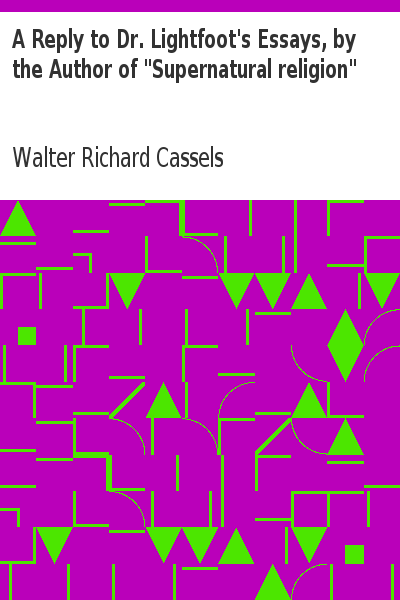 A Reply to Dr. Lightfoot's Essays, by
the Author of "Supernatural religion"
Walter Richard Cassels